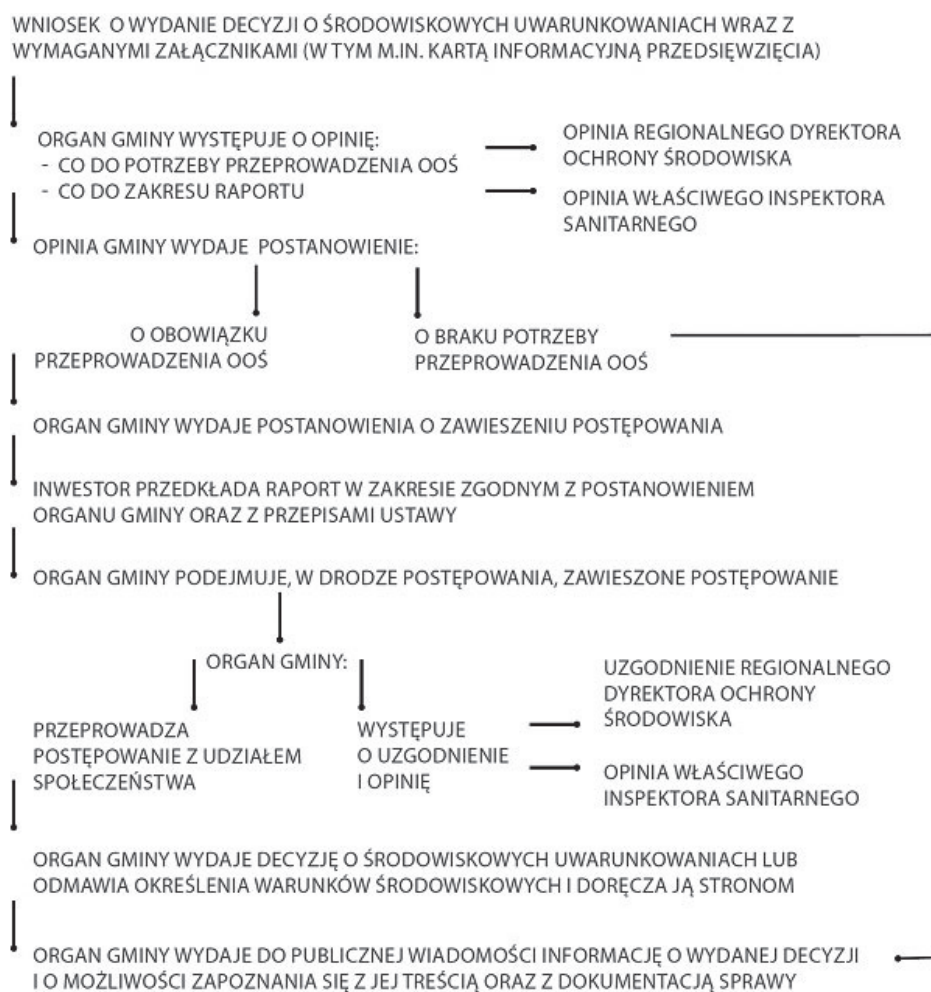 WNIOSEK O WYDANIE DECYZJI O ŚRODOWISKOWYCH UWARUNKOWANIACH WRAZ Z
WYMAGANYMI ZAŁĄCZNIKAMI (W TYM M.IN. KARTĄ INFORMACYJNĄ PRZEDSIĘWZIĘCIA)
ORGAN GMINY WYSTĘPUJE O OPINIĘ:
- CO DO POTRZEBY PRZEPROWADZENIA OOŚ
- CO DO ZAKRESU RAPORTU
OPINIA REGIONALNEGO DYREKTORA
OCHRONY ŚRODOWISKA
OPINIA WŁAŚCIWEGO INSPEKTORA
SANITARNEGO
OPINIA GMINY WYDAJE POSTANOWIENIE:
O OBOWIĄZKU
PRZEPROWADZENIA OOŚ
O BRAKU POTRZEBY
PRZEPROWADZENIA OOŚ
ORGAN GMINY WYDAJE POSTANOWIENIA O ZAWIESZENIU POSTĘPOWANIA
INWESTOR PRZEDKŁADA RAPORT W ZAKRESIE ZGODNYM Z POSTANOWIENIEM
ORGANU GMINY ORAZ Z PRZEPISAMI USTAWY
ORGAN GMINY PODEJMUJE, W DRODZE POSTĘPOWANIA, ZAWIESZONE POSTĘPOWANIE
ORGAN GMINY:
PRZEPROWADZA
POSTĘPOWANIE Z UDZIAŁEM
SPOŁECZEŃSTWA
WYSTĘPUJE
O UZGODNIENIE
I OPINIĘ
UZGODNIENIE REGIONALNEGO
DYREKTORA OCHRONY
ŚRODOWISKA
OPINIA WŁAŚCIWEGO
INSPEKTORA SANITARNEGO
ORGAN GMINY WYDAJE DECYZJĘ O ŚRODOWISKOWYCH UWARUNKOWANIACH LUB
ODMAWIA OKREŚLENIA WARUNKÓW ŚRODOWISKOWYCH I DORĘCZA JĄ STRONOM
ORGAN GMINY WYDAJE DO PUBLICZNEJ WIADOMOŚCI INFORMACJĘ O WYDANEJ DECYZJI
I O MOŻLIWOŚCI ZAPOZNANIA SIĘ Z JEJ TREŚCIĄ ORAZ Z DOKUMENTACJĄ SPRAWY